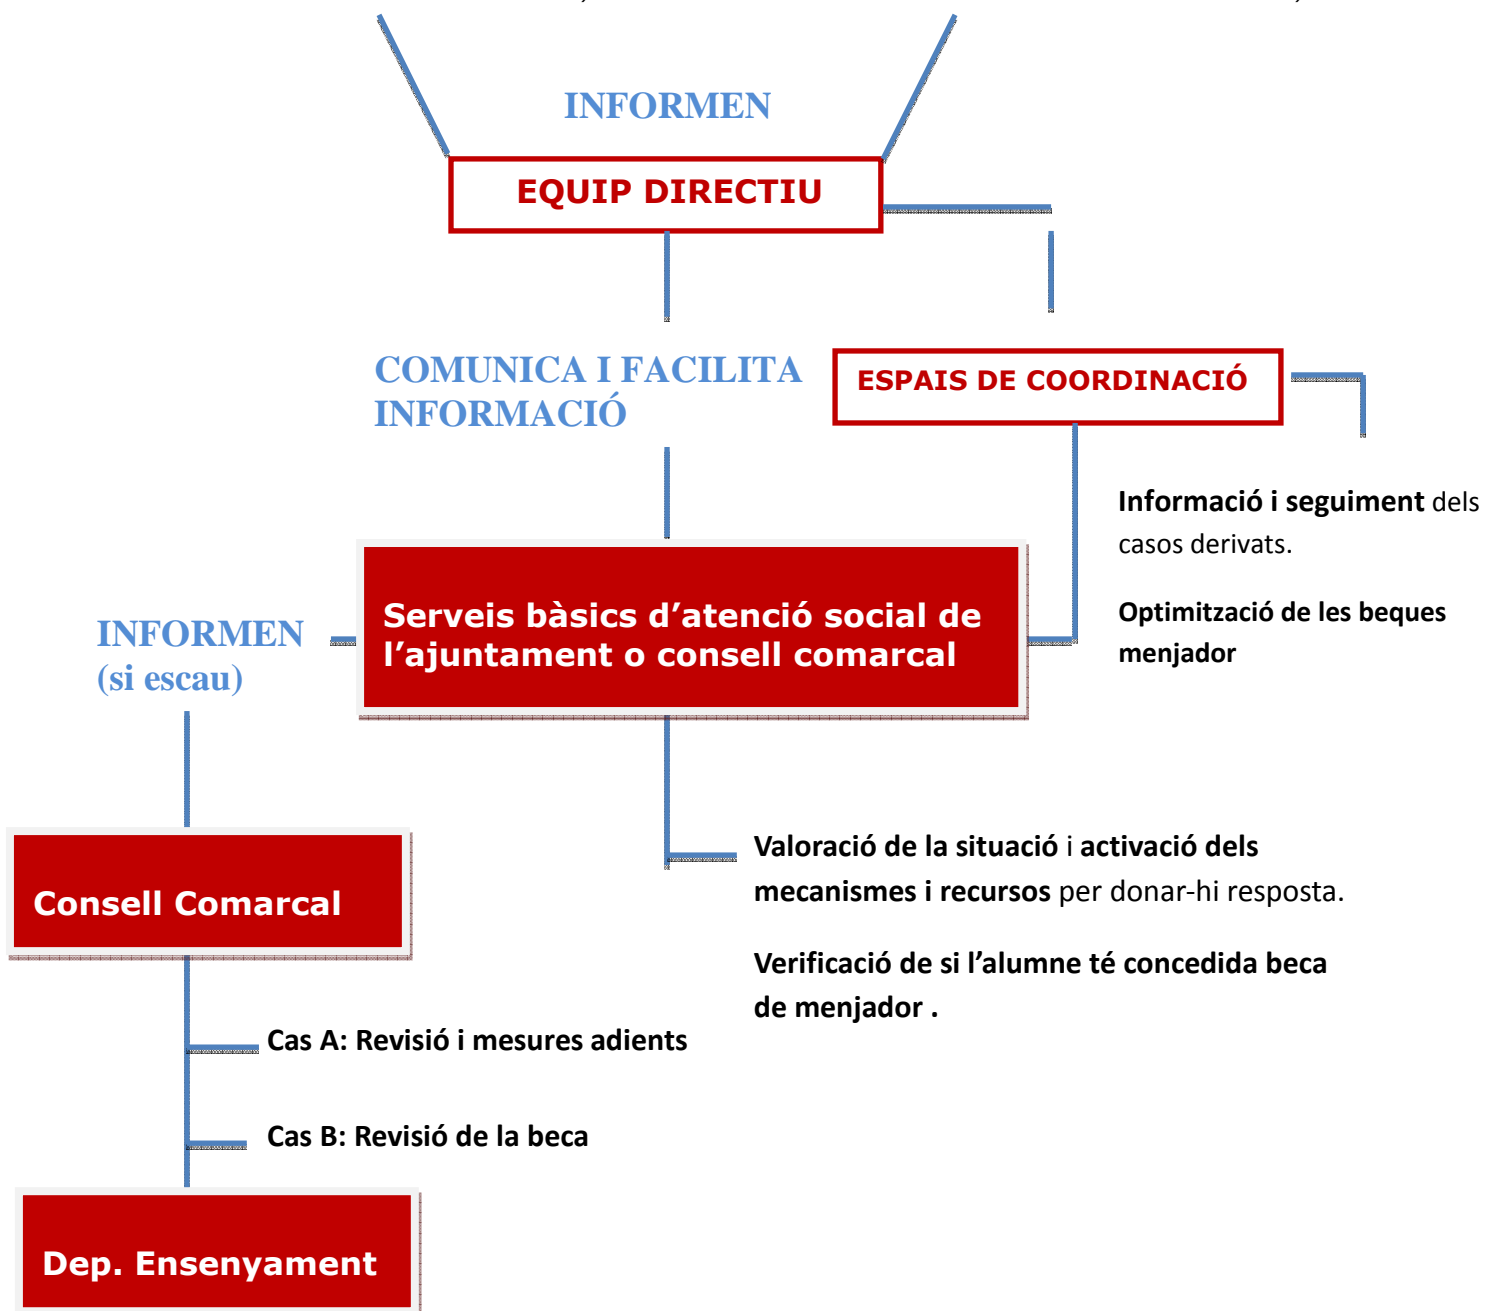 INFORMEN
EQUIP DIRECTIU
COMUNICA I FACILITA
INFORMACIÓ
ESPAIS DE COORDINACIÓ
Informació i seguiment dels
casos derivats.
Optimització de les beques
menjador
Serveis bàsics d’atenció social de
l’ajuntament o consell comarcal
INFORMEN
(si escau)
Valoració de la situació i activació dels
mecanismes i recursos per donar-hi resposta.
Verificació de si l’alumne té concedida beca
de menjador .
Consell Comarcal
Cas A: Revisió i mesures adients
Cas B: Revisió de la beca
Dep. Ensenyament